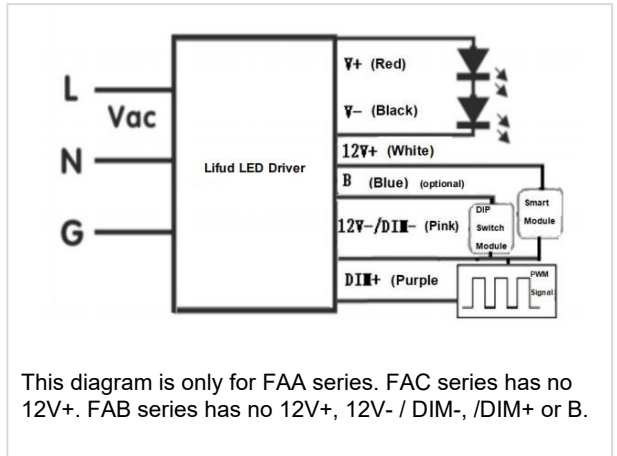 V+ (Red)
L
Vac
V- (Black)
N
12V+ (White)
Lifud LED Driver
B (Blue) (optional)
Smart
Module
DIP
Switch
Module
G
12V-/DIM- (Pink)
PWM
Signal
DIM+ (Purple
This diagram is only for FAA series. FAC series has no
12V+. FAB series has no 12V+, 12V- / DIM-, /DIM+ or B.